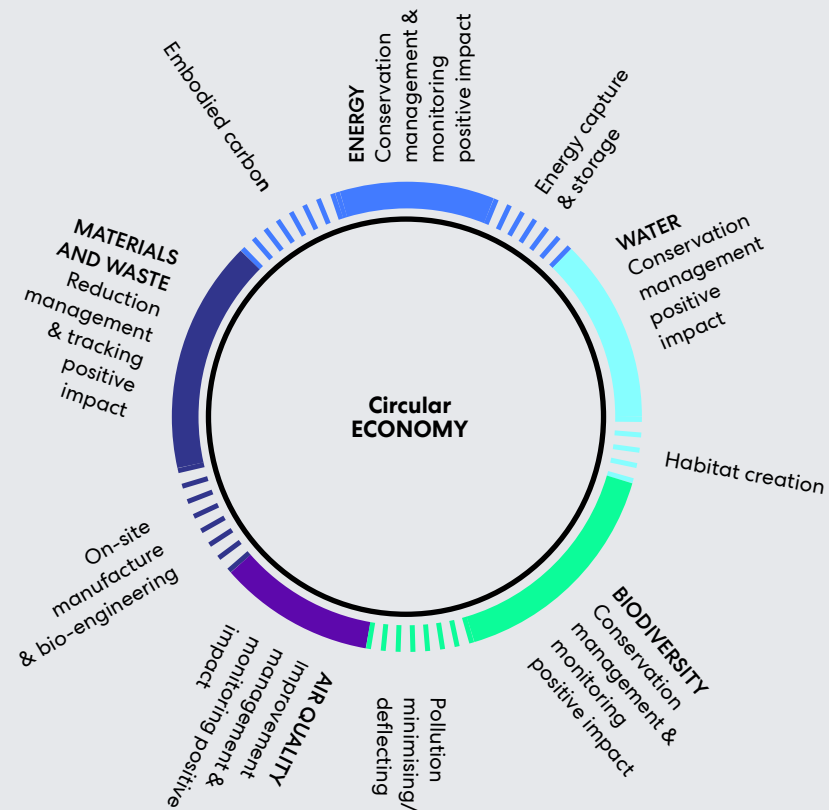 ENERGY
Conservation
management &
monitoring
positive impact
Energy capture
& storage
WATER
Conservation
management
positive
impact
Habitat creation
BIODIVERSITY
Conservation
management &
monitoring
positive impact
Pollution
minimising/
deflecting
AIR QUALITY
improvement
management &
monitoring positive
impact
On-site
manufacture
& bio-engineering
MATERIALS
AND WASTE
Reduction
management
& tracking
positive
impact
Embodied carbon
Circular
ECONOMY